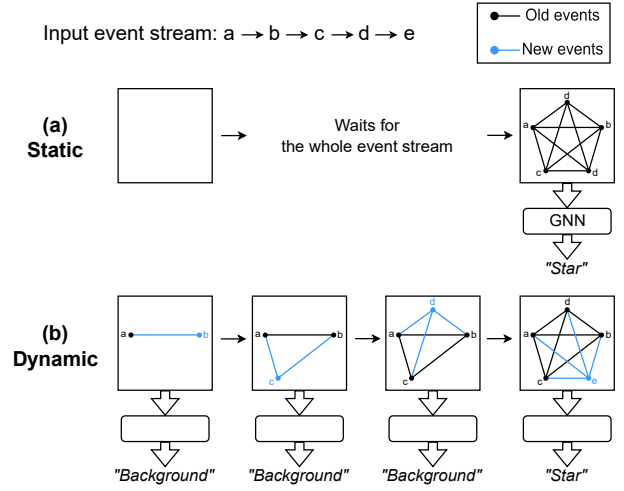 Input event stream: a → b → c → d → e
Old events
New events
(a)
Static
Waits for
the whole event stream
d
a
b
c
d
GNN
"Star"
(b)
Dynamic
a
b
a
b
c
d
a
b
c
d
a
b
c
e
"Background"
"Background"
"Background"
"Star"